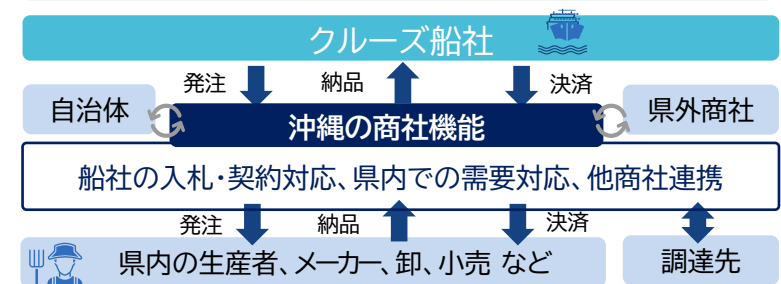 クルーズ船社
発注 納品 決済
自治体
沖縄の商社機能
県外商社
船社の入札・契約対応、県内での需要対応、他商社連携
発注 納品 決済
県内の生産者、メーカー、卸、小売 など
調達先